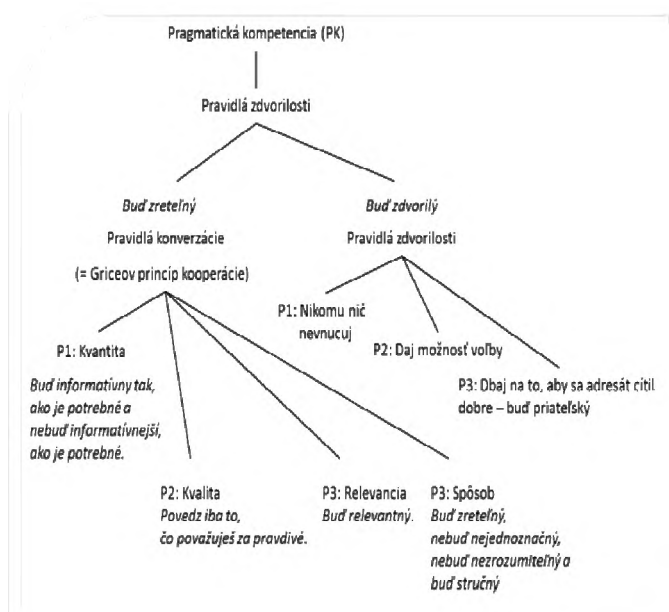 Pragmatická kompetencia (PK)
Pravidlá zdvorilosti
Buď zreteľný
Pravidlá konverzácie
(= Griceov princíp kooperácie)
Buď zdvorilý
Pravidlá zdvorilosti
P1: Kvantita
Buď informatívny tak,
ako je potrebné a
nebuď informatívnejší,
ako je potrebné.
P2: Kvalita
Povedz iba to,
čo považuješ za pravdivé.
P3: Relevancia
Buď relevantný.
P3: Spôsob
Buď zreteľný,
nebuď nejednoznačný,
nebuď nezrozumiteľný a
buď stručný
P1: Nikomu nič
nevnucuj
P2: Daj možnosť voľby
P3: Dbaj na to, aby sa adresát cítil
dobre – buď priateľský